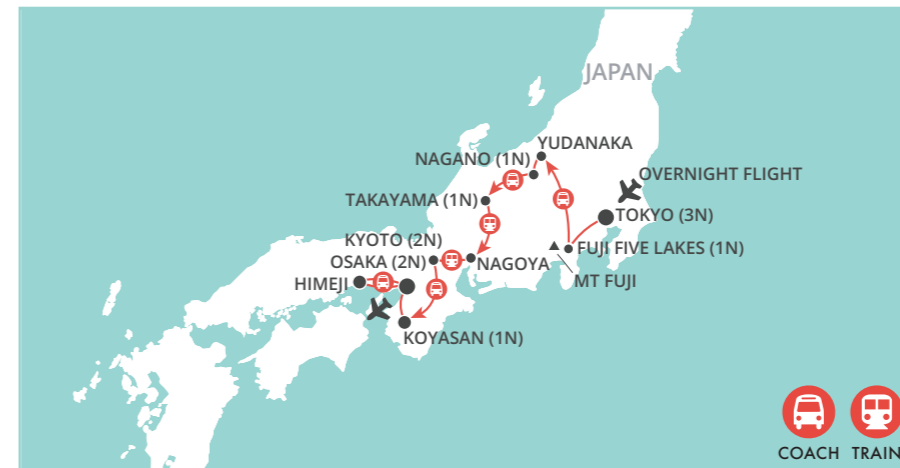 JAPAN
YUDANAKA
NAGANO (1N)
OVERNIGHT FLIGHT
TAKAYAMA (1N)
TOKYO (3N)
KYOTO (2N)
FUJI FIVE LAKES (1N)
OSAKA (2N)
NAGOYA
HIMEJI
MT FUJI
KOYASAN (1N)
COACH
TRAIN